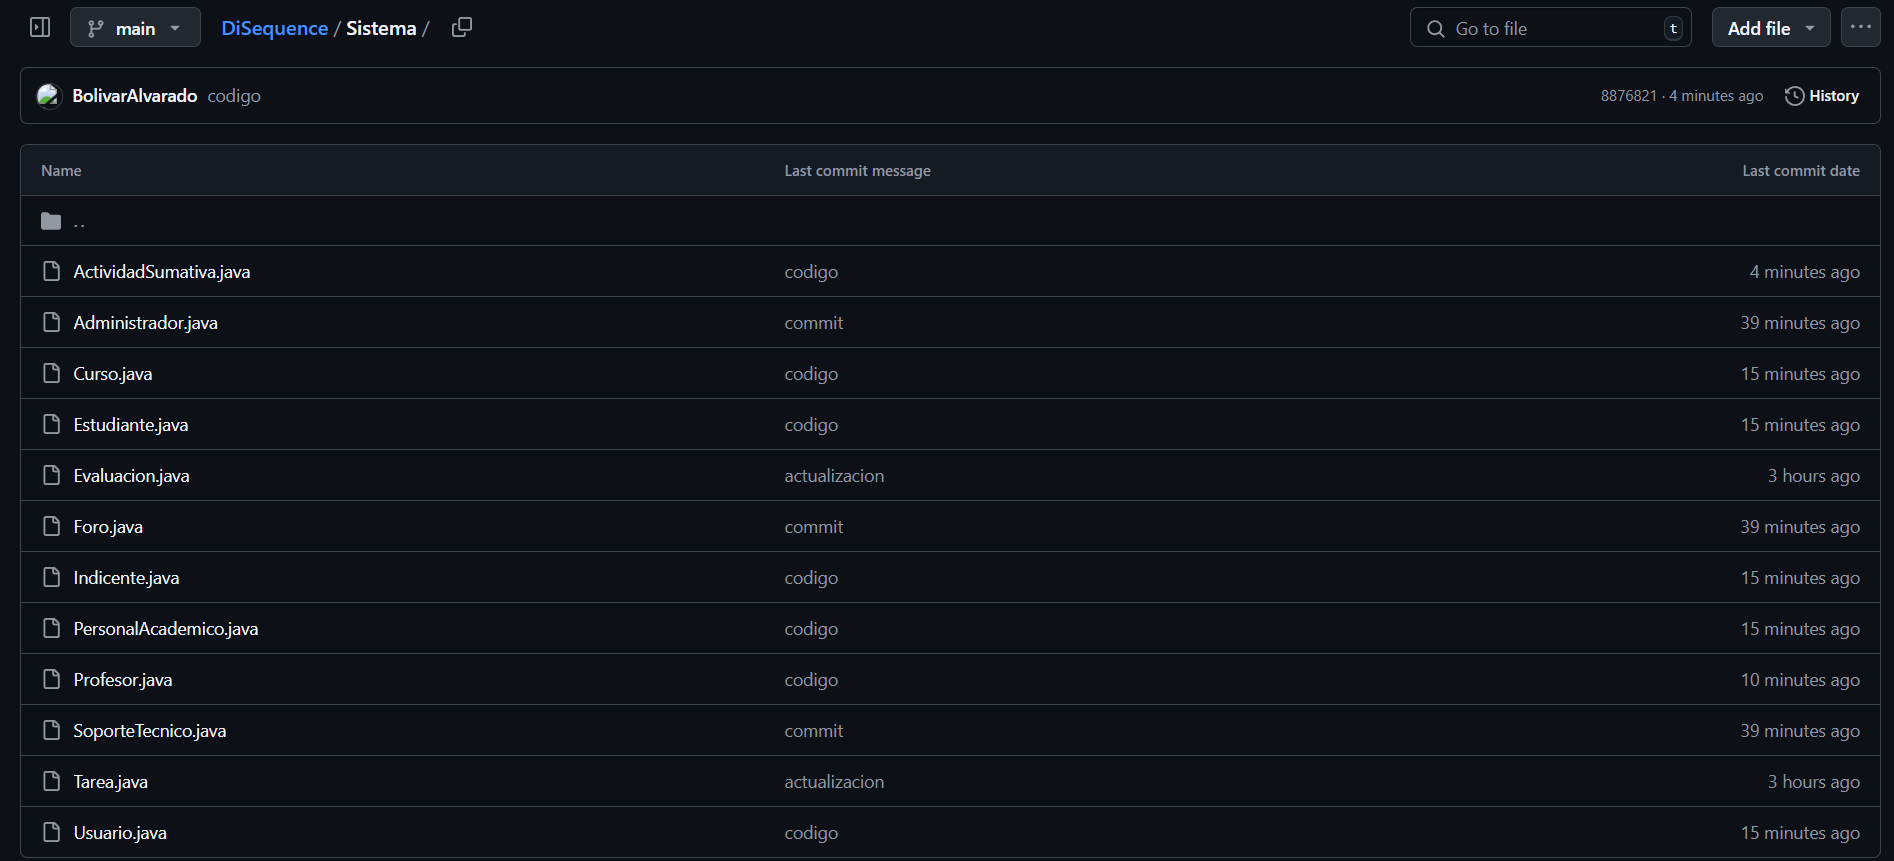 main DiSequence / Sistema / Go to file t Add file ...
BolivarAlvarado codigo 8876821 · 4 minutes ago History
Name Last commit message Last commit date
..
ActividadSumativa.java codigo 4 minutes ago
Administrador.java commit 39 minutes ago
Curso.java codigo 15 minutes ago
Estudiante.java codigo 15 minutes ago
Evaluacion.java actualizacion 3 hours ago
Foro.java commit 39 minutes ago
Indicente.java codigo 15 minutes ago
PersonalAcademico.java codigo 15 minutes ago
Profesor.java codigo 10 minutes ago
SoporteTecnico.java commit 39 minutes ago
Tarea.java actualizacion 3 hours ago
Usuario.java codigo 15 minutes ago